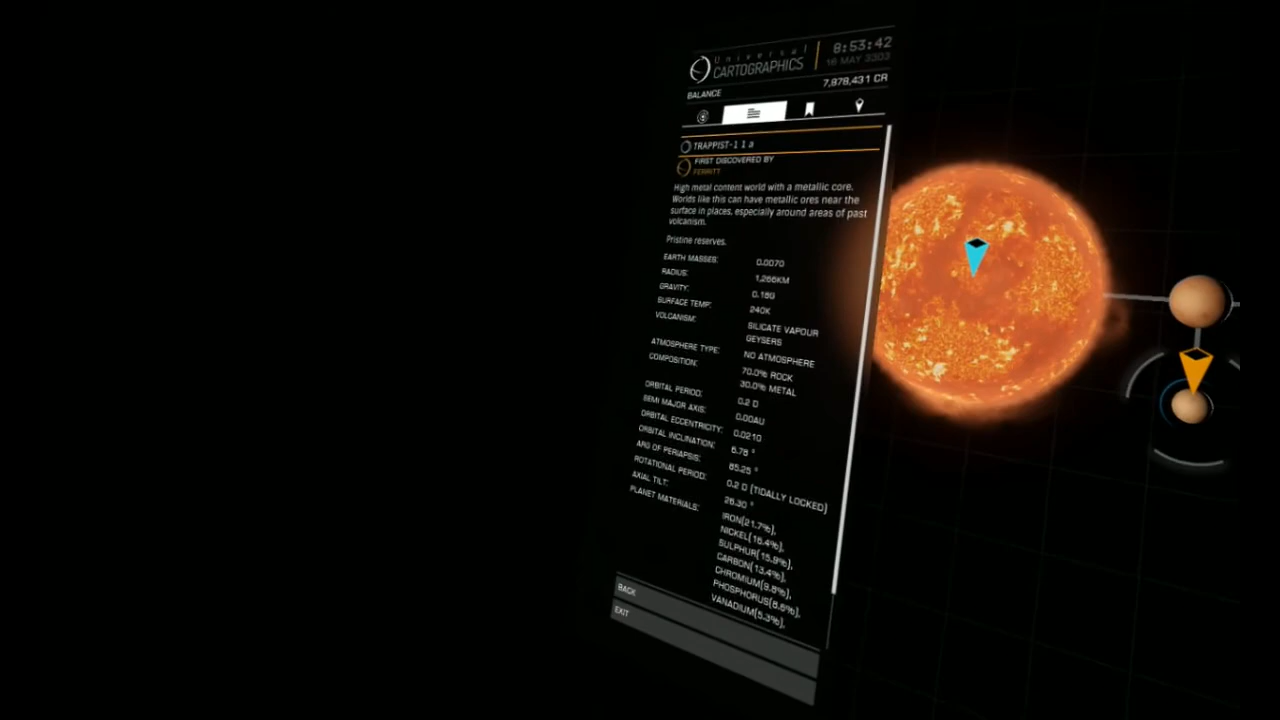 Universal
CARTOGRAPHICS
8:53:42
16 MAY 3303
BALANCE 7,978,431 CR
TRAPPIST-1 1 a
FIRST DISCOVERED BY
FERRITT
High metal content world with a metallic core.
Worlds like this can have metallic ores near the
surface in places, especially around areas of past
volcanism.
Pristine reserves.
EARTH MASSES: 0.0070
RADIUS: 1,266KM
GRAVITY: 0.18G
SURFACE TEMP: 240K
VOLCANISM: SILICATE VAPOUR
GEYSERS
ATMOSPHERE TYPE: NO ATMOSPHERE
COMPOSITION: 70.0% ROCK
30.0% METAL
ORBITAL PERIOD: 0.2 D
SEMI MAJOR AXIS: 0.00AU
ORBITAL ECCENTRICITY: 0.0210
ORBITAL INCLINATION: 6.78 °
ARG OF PERIAPSIS: 85.25 °
ROTATIONAL PERIOD: 0.2 D (TIDALLY LOCKED)
AXIAL TILT: 26.30 °
PLANET MATERIALS: IRON(21.7%),
NICKEL(16.4%),
SULPHUR(15.9%),
CARBON(13.4%),
CHROMIUM(9.8%),
PHOSPHORUS(8.6%),
VANADIUM(5.3%),
BACK
EXIT